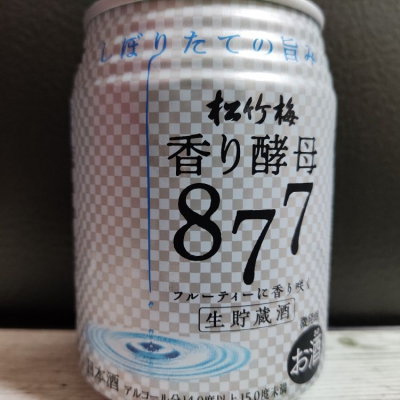 しぼりたての旨み
松竹梅
香り酵母
877
フルーティーに香り咲く
生貯蔵酒
お酒
日本酒 アルコール分14.0度以上15.0度未満